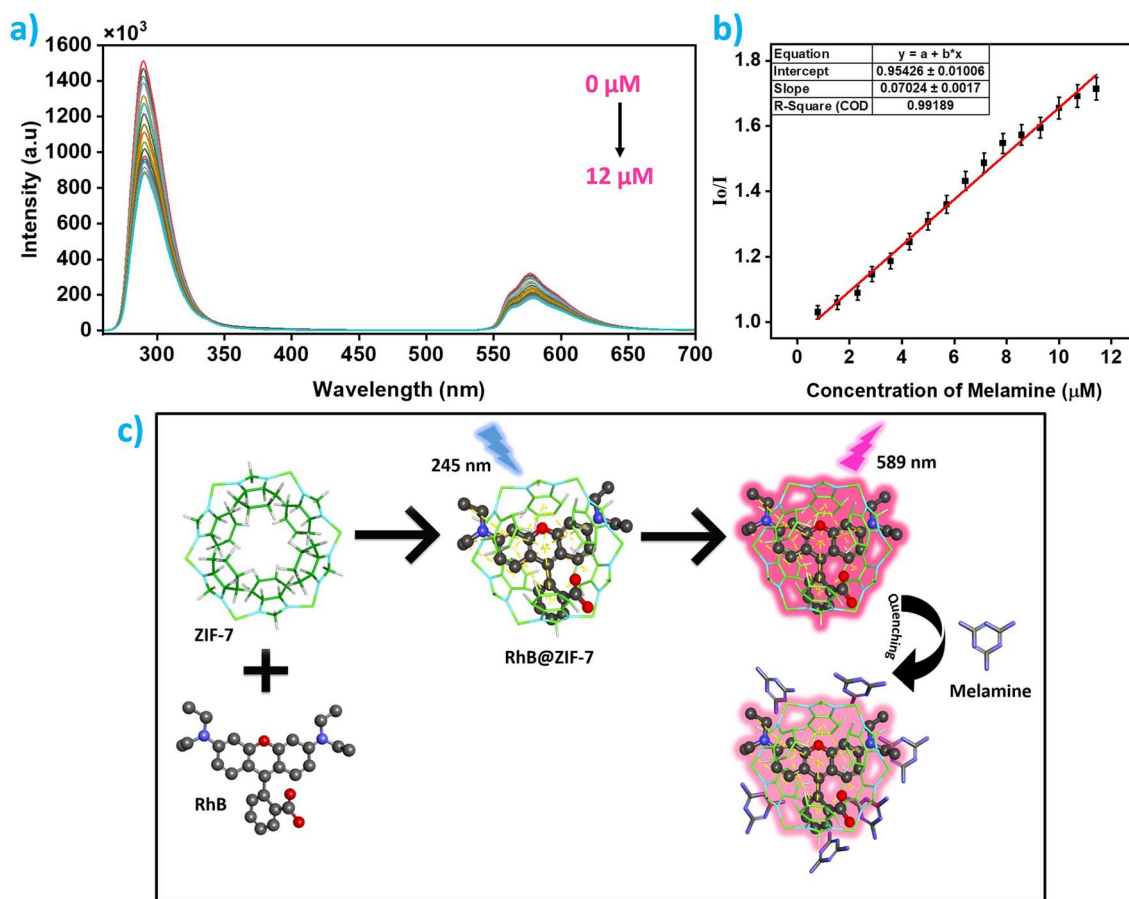 a)
×10³
1600
1400
1200
1000
800
600
400
200
0
Intensity (a.u)
0 µM
12 µM
300 350 400 450 500 550 600 650 700
Wavelength (nm)
b)
Equation y = a + b*x
Intercept 0.95426 ± 0.01006
Slope 0.07024 ± 0.0017
R-Square (COD 0.99189
1.8
1.6
1.4
1.2
1.0
Io/I
0 2 4 6 8 10 12
Concentration of Melamine (µM)
c)
245 nm
589 nm
ZIF-7
RhB@ZIF-7
Quenching
Melamine
RhB